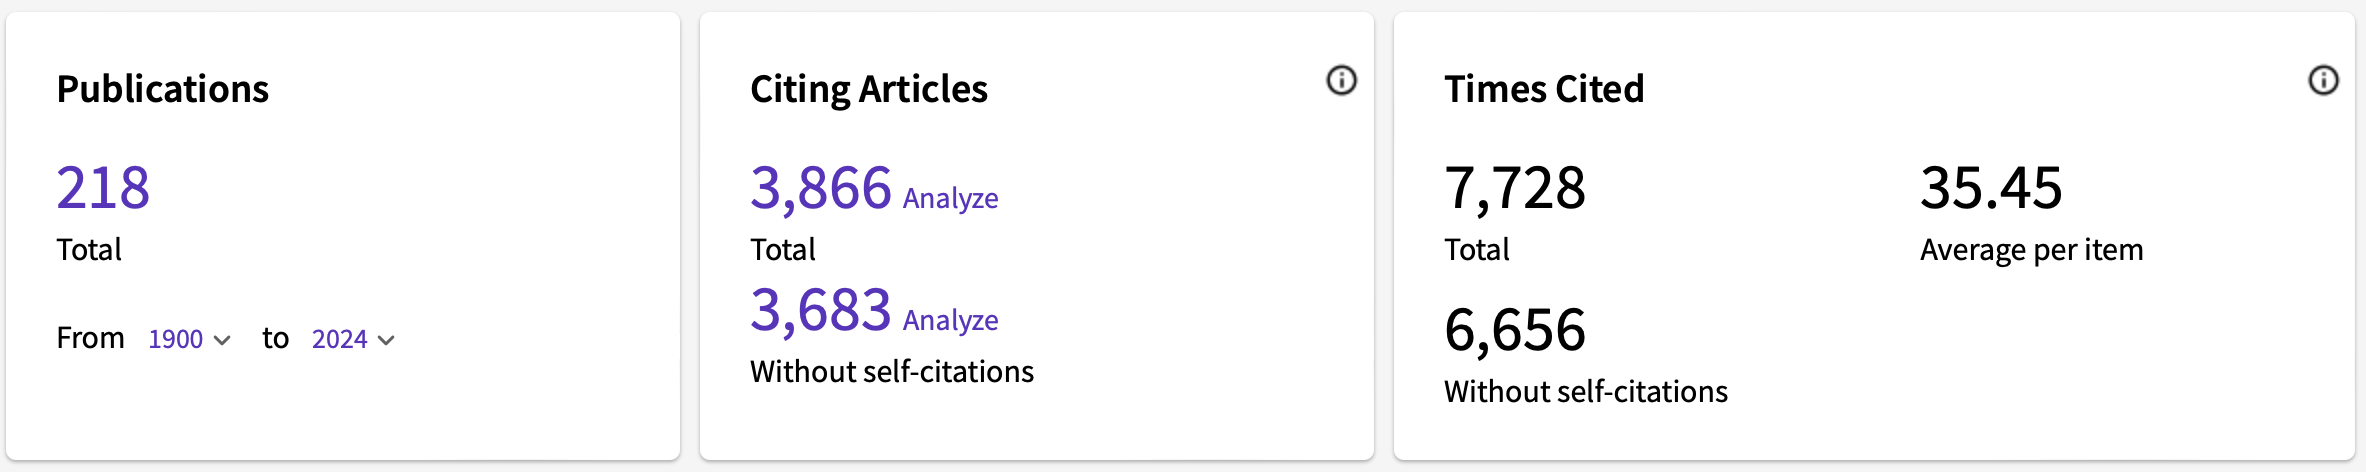 Publications
218
Total
From 1900 to 2024
Citing Articles
3,866 Analyze
Total
3,683 Analyze
Without self-citations
Times Cited
7,728
Total
6,656
Without self-citations
35.45
Average per item